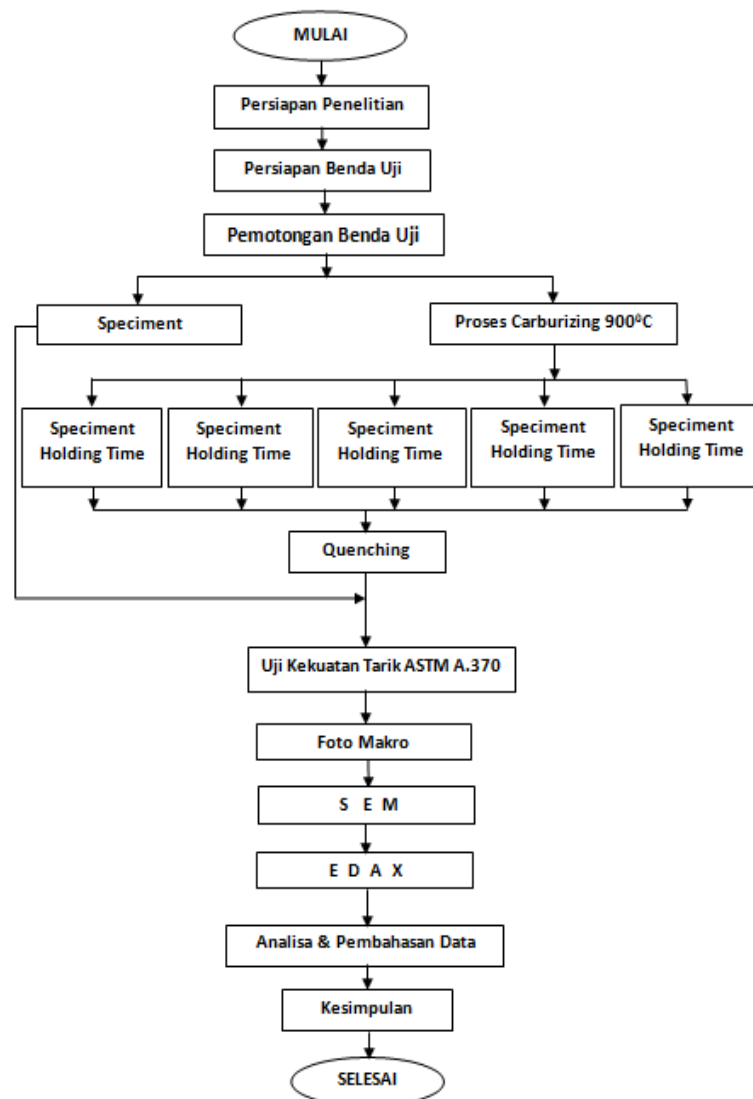 MULAI
Persiapan Penelitian
Persiapan Benda Uji
Pemotongan Benda Uji
Speciment
Proses Carburizing 900⁰C
Speciment
Holding Time
Speciment
Holding Time
Speciment
Holding Time
Speciment
Holding Time
Speciment
Holding Time
Quenching
Uji Kekuatan Tarik ASTM A.370
Foto Makro
S E M
E D A X
Analisa & Pembahasan Data
Kesimpulan
SELESAI